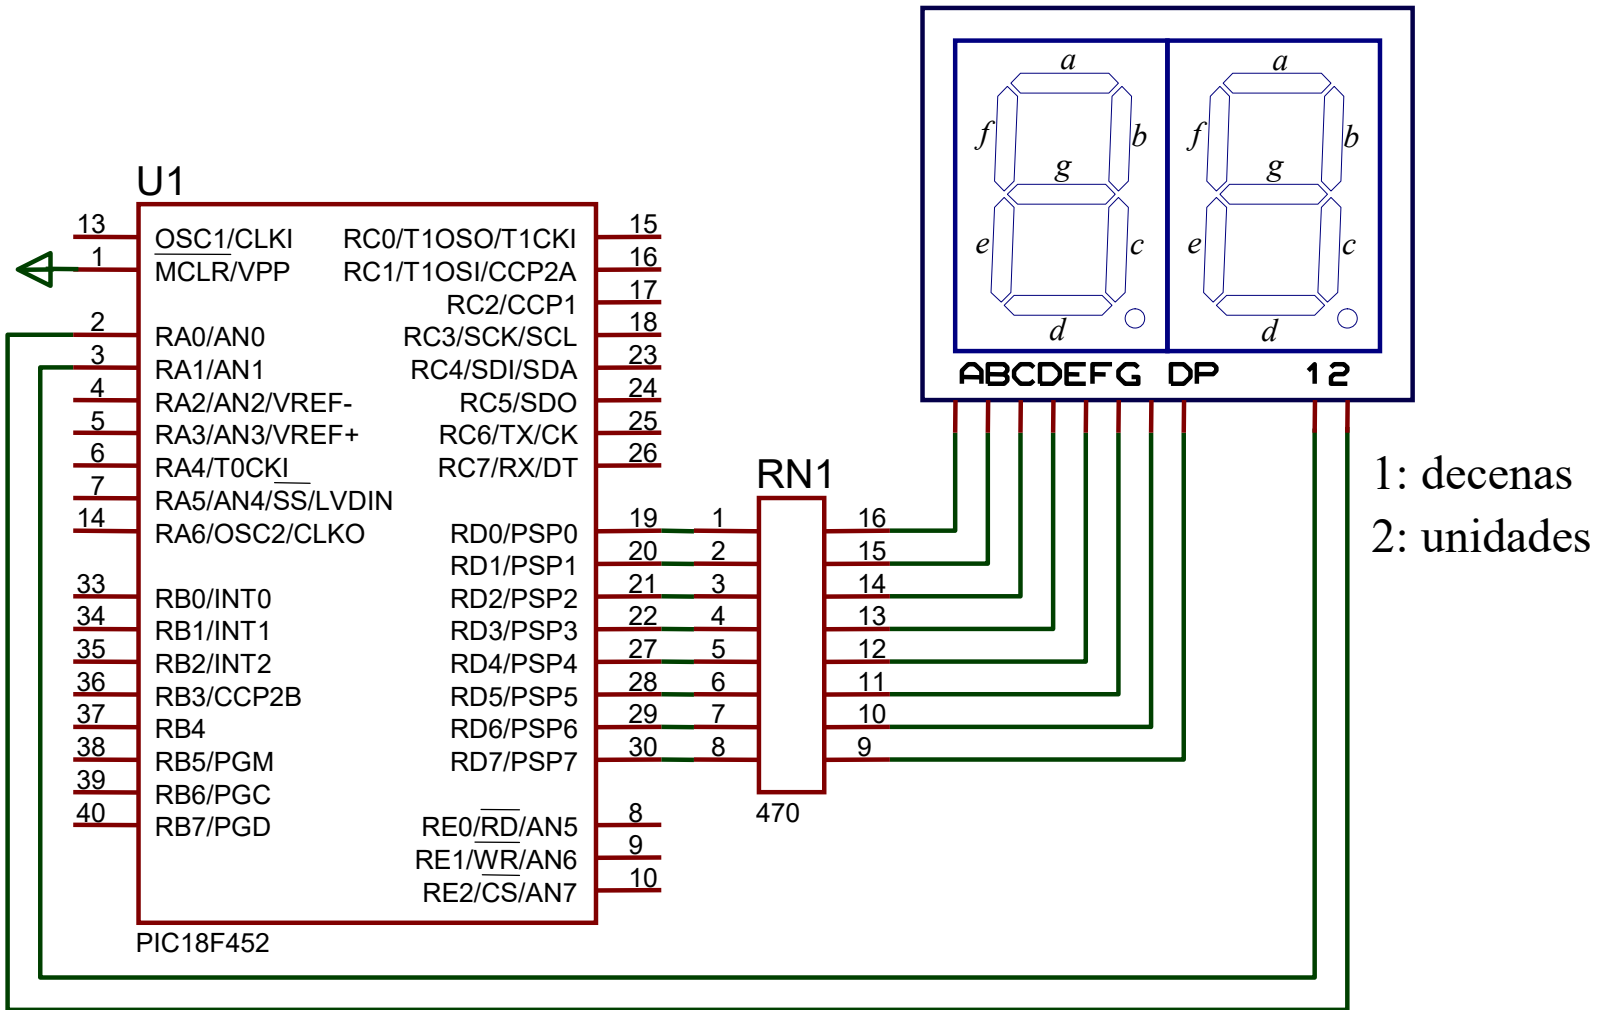 U1
13 OSC1/CLKI
1 MCLR/VPP
2 RA0/AN0
3 RA1/AN1
4 RA2/AN2/VREF-
5 RA3/AN3/VREF+
6 RA4/T0CKI
7 RA5/AN4/SS/LVDIN
14 RA6/OSC2/CLKO
33 RB0/INT0
34 RB1/INT1
35 RB2/INT2
36 RB3/CCP2B
37 RB4
38 RB5/PGM
39 RB6/PGC
40 RB7/PGD
RC0/T1OSO/T1CKI 15
RC1/T1OSI/CCP2A 16
RC2/CCP1 17
RC3/SCK/SCL 18
RC4/SDI/SDA 23
RC5/SDO 24
RC6/TX/CK 25
RC7/RX/DT 26
RD0/PSP0 19
RD1/PSP1 20
RD2/PSP2 21
RD3/PSP3 22
RD4/PSP4 27
RD5/PSP5 28
RD6/PSP6 29
RD7/PSP7 30
RE0/RD/AN5 8
RE1/WR/AN6 9
RE2/CS/AN7 10
PIC18F452
RN1
1 16
2 15
3 14
4 13
5 12
6 11
7 10
8 9
470
a a
f b f b
g g
e c e c
d d
ABCDEFG DP 12
1: decenas
2: unidades